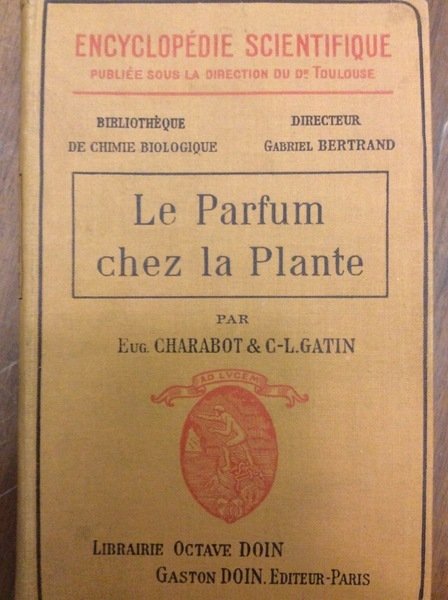 ENCYCLOPÉDIE SCIENTIFIQUE
PUBLIÉE SOUS LA DIRECTION DU DR TOULOUSE
BIBLIOTHÈQUE
DE CHIMIE BIOLOGIQUE
DIRECTEUR
GABRIEL BERTRAND
Le Parfum
chez la Plante
PAR
EUG. CHARABOT & C-L. GATIN
AD LVCEM
LIBRAIRIE OCTAVE DOIN
GASTON DOIN. EDITEUR-PARIS